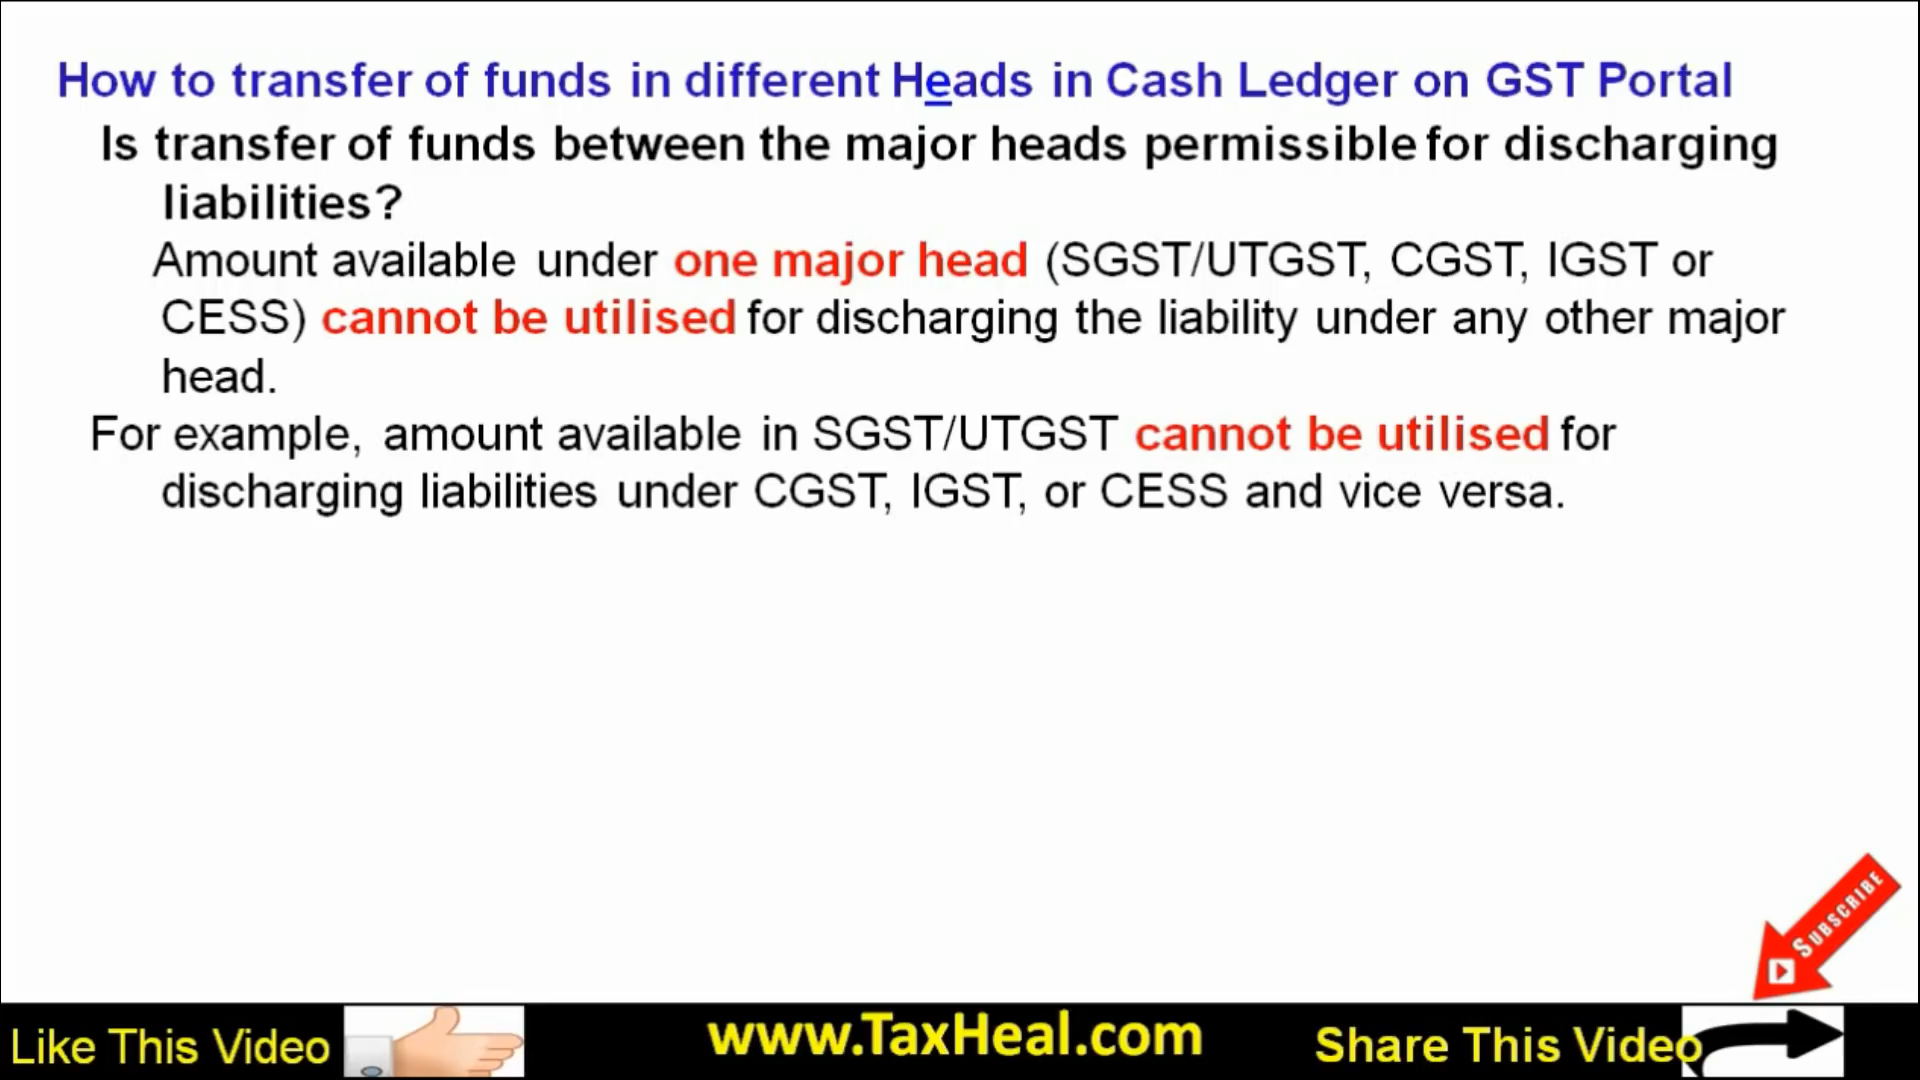 How to transfer of funds in different Heads in Cash Ledger on GST Portal
Is transfer of funds between the major heads permissible for discharging
liabilities?
Amount available under one major head (SGST/UTGST, CGST, IGST or
CESS) cannot be utilised for discharging the liability under any other major
head.
For example, amount available in SGST/UTGST cannot be utilised for
discharging liabilities under CGST, IGST, or CESS and vice versa.
SUBSCRIBE
Like This Video
www.TaxHeal.com
Share This Video